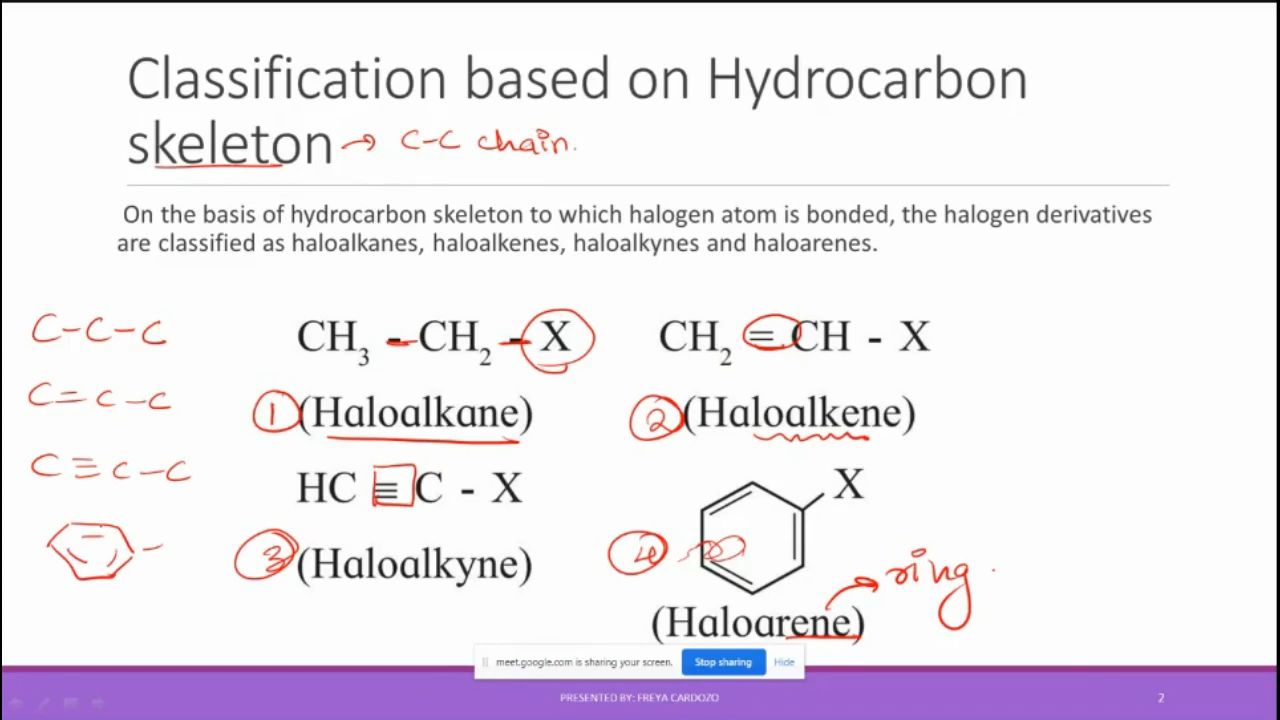 Classification based on Hydrocarbon
skeleton → C-C chain.
On the basis of hydrocarbon skeleton to which halogen atom is bonded, the halogen derivatives
are classified as haloalkanes, haloalkenes, haloalkynes and haloarenes.
C-C-C
CH₃ - CH₂ - X
CH₂ = CH - X
C=C-C
1 (Haloalkane)
2 (Haloalkene)
C≡C-C
HC ≡ C - X
X
3 (Haloalkyne)
4
ring.
(Haloarene)
meet.google.com is sharing your screen. Stop sharing Hide
PRESENTED BY: FREYA CARDOZO
2